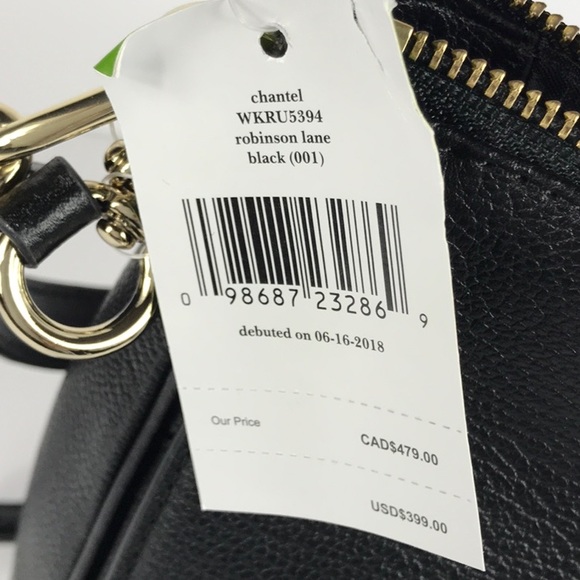 chantel
WKRU5394
robinson lane
black (001)
0 98687 23286 9
debuted on 06-16-2018
Our Price
CAD$479.00
USD$399.00